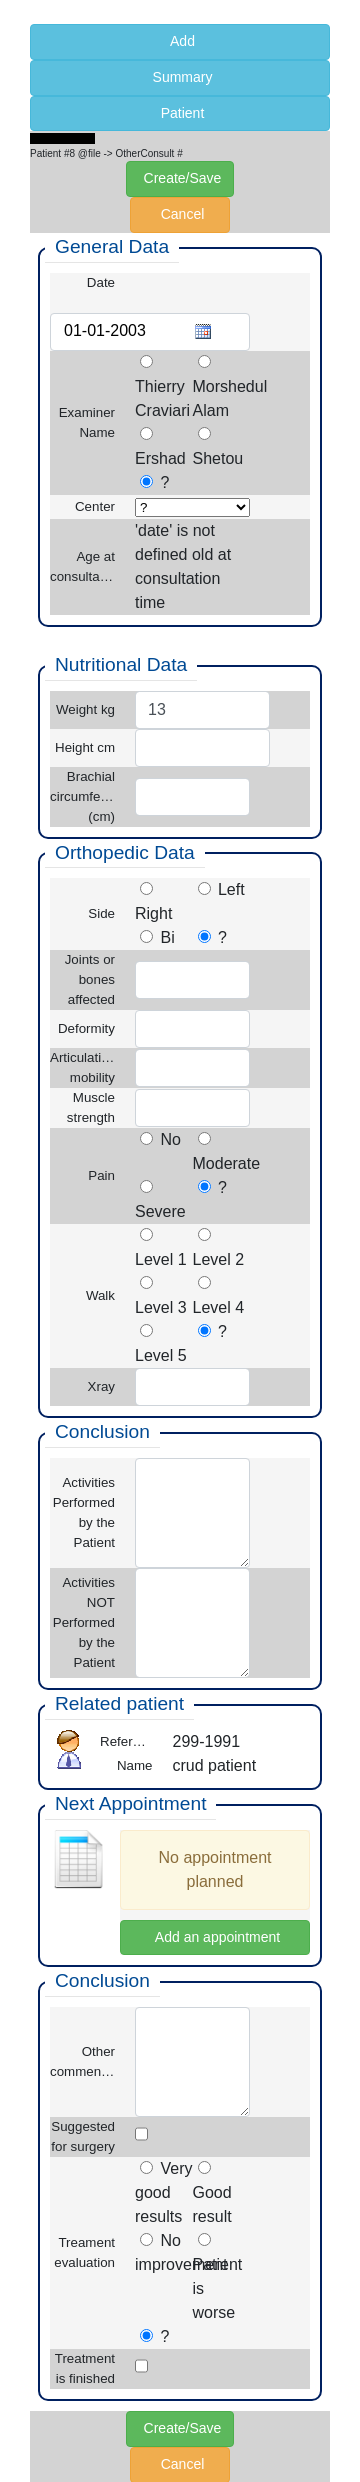 Add
Summary
Patient
Patient #8 @file -> OtherConsult #
Create/Save
Cancel
General Data
Date
01-01-2003
Examiner Name
Thierry Craviari
Morshedul Alam
Ershad
Shetou
?
Center
?
Age at consulta...
'date' is not defined old at consultation time
Nutritional Data
Weight kg
13
Height cm
Brachial circumfe... (cm)
Orthopedic Data
Side
Right
Left
Bi
?
Joints or bones affected
Deformity
Articulati... mobility
Muscle strength
Pain
No
Moderate
Severe
?
Walk
Level 1
Level 2
Level 3
Level 4
Level 5
?
Xray
Conclusion
Activities Performed by the Patient
Activities NOT Performed by the Patient
Related patient
Refer... 299-1991
Name crud patient
Next Appointment
No appointment planned
Add an appointment
Conclusion
Other commen...
Suggested for surgery
Treament evaluation
Very good results
Good result
No improvement
Patient is worse
?
Treatment is finished
Create/Save
Cancel